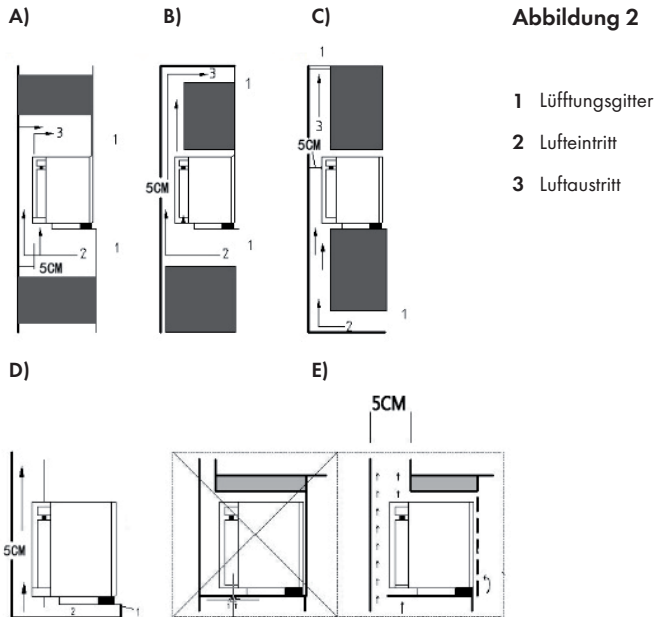 A) B) C) Abbildung 2
1 Lüfftungsgitter
2 Lufteintritt
3 Luftaustritt
3 1 5CM 2 1
3 1 5CM 2 1
1 3 5CM 2 1
D) E)
5CM
5CM
2 1